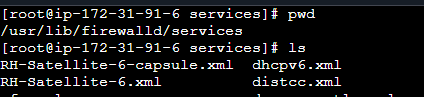 [root@ip-172-31-91-6 services]# pwd
/usr/lib/firewalld/services
[root@ip-172-31-91-6 services]# ls
RH-Satellite-6-capsule.xml  dhcpv6.xml
RH-Satellite-6.xml          distcc.xml